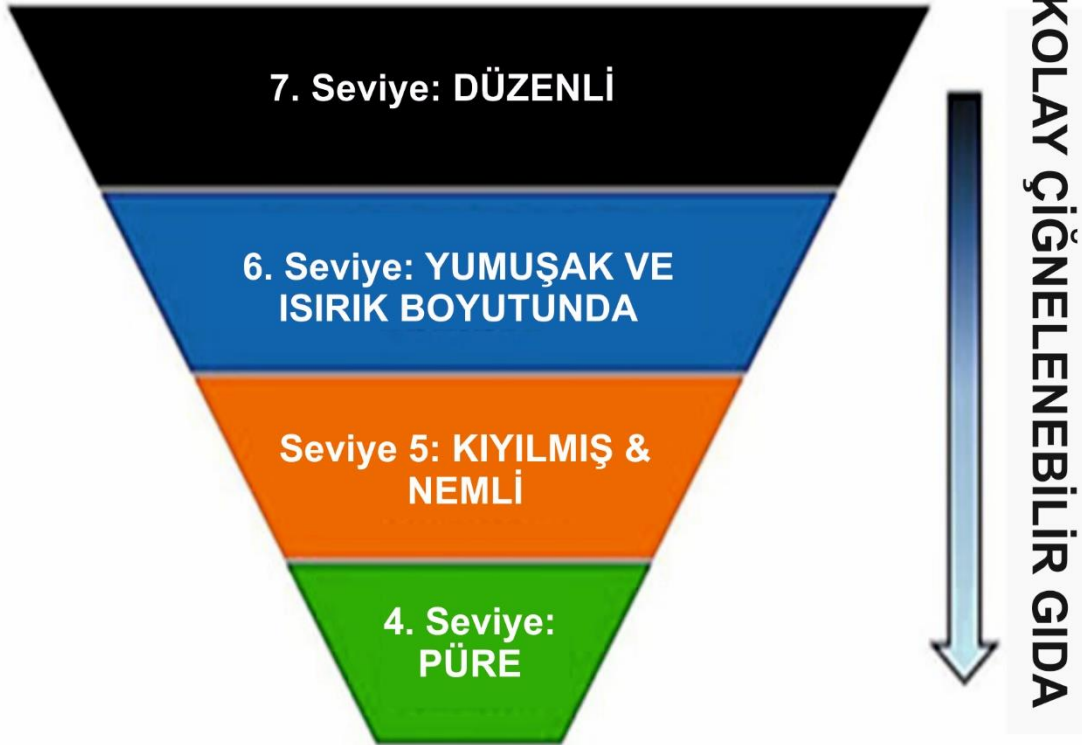 7. Seviye: DÜZENLİ
6. Seviye: YUMUŞAK VE
ISIRIK BOYUTUNDA
Seviye 5: KIYILMIŞ &
NEMLİ
4. Seviye:
PÜRE
KOLAY ÇİĞNELENEBİLİR GIDA